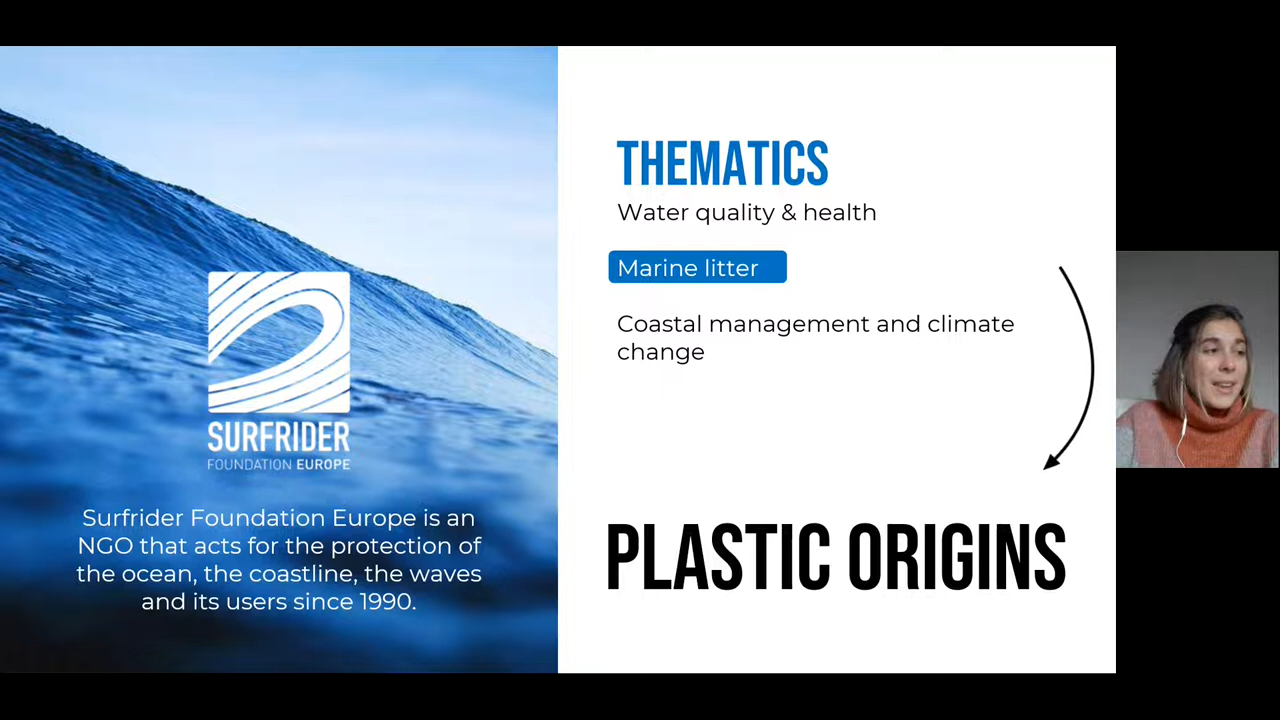 SURFRIDER
FOUNDATION EUROPE
Surfrider Foundation Europe is an
NGO that acts for the protection of
the ocean, the coastline, the waves
and its users since 1990.
THEMATICS
Water quality & health
Marine litter
Coastal management and climate
change
PLASTIC ORIGINS